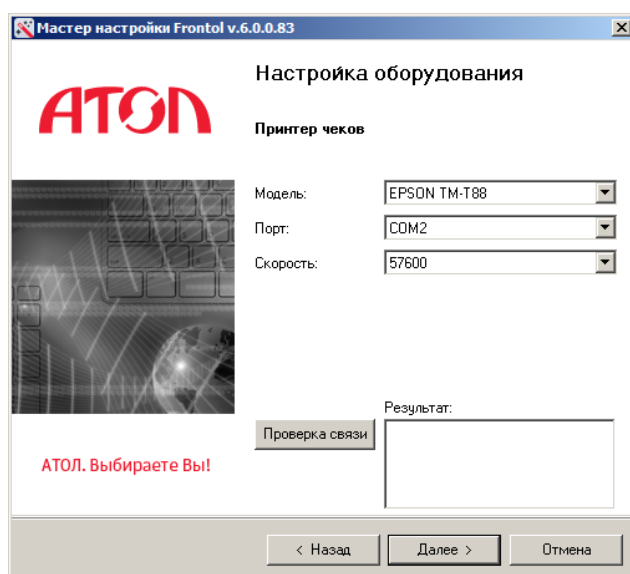 Мастер настройки Frontol v.6.0.0.83
АТОЛ
Настройка оборудования
Принтер чеков
Модель: EPSON TM-T88
Порт: COM2
Скорость: 57600
Результат:
Проверка связи
АТОЛ. Выбираете Вы!
< Назад Далее > Отмена